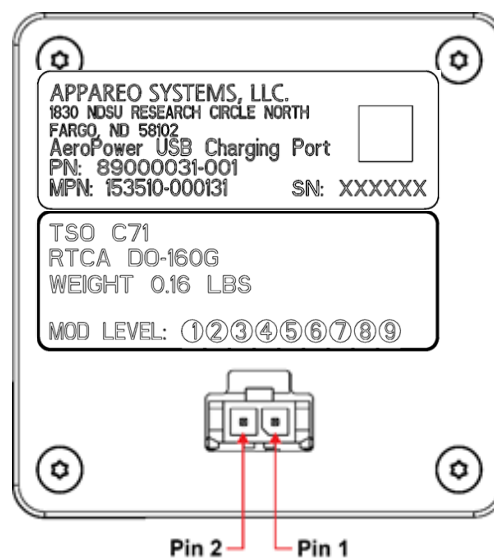 APPAREO SYSTEMS, LLC.
1830 NDSU RESEARCH CIRCLE NORTH
FARGO, ND 58102
AeroPower USB Charging Port
PN: 89000031-001
MPN: 153510-000131 SN: XXXXXX
TSO C71
RTCA DO-160G
WEIGHT 0.16 LBS
MOD LEVEL: ①②③④⑤⑥⑦⑧⑨
Pin 2 Pin 1